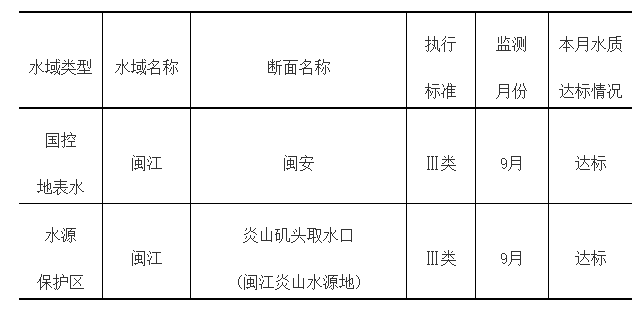 水域类型 水域名称 断面名称 执行标准 监测月份 本月水质达标情况
国控地表水 闽江 闽安 Ⅲ类 9月 达标
水源保护区 闽江 炎山矶头取水口(闽江炎山水源地) Ⅲ类 9月 达标